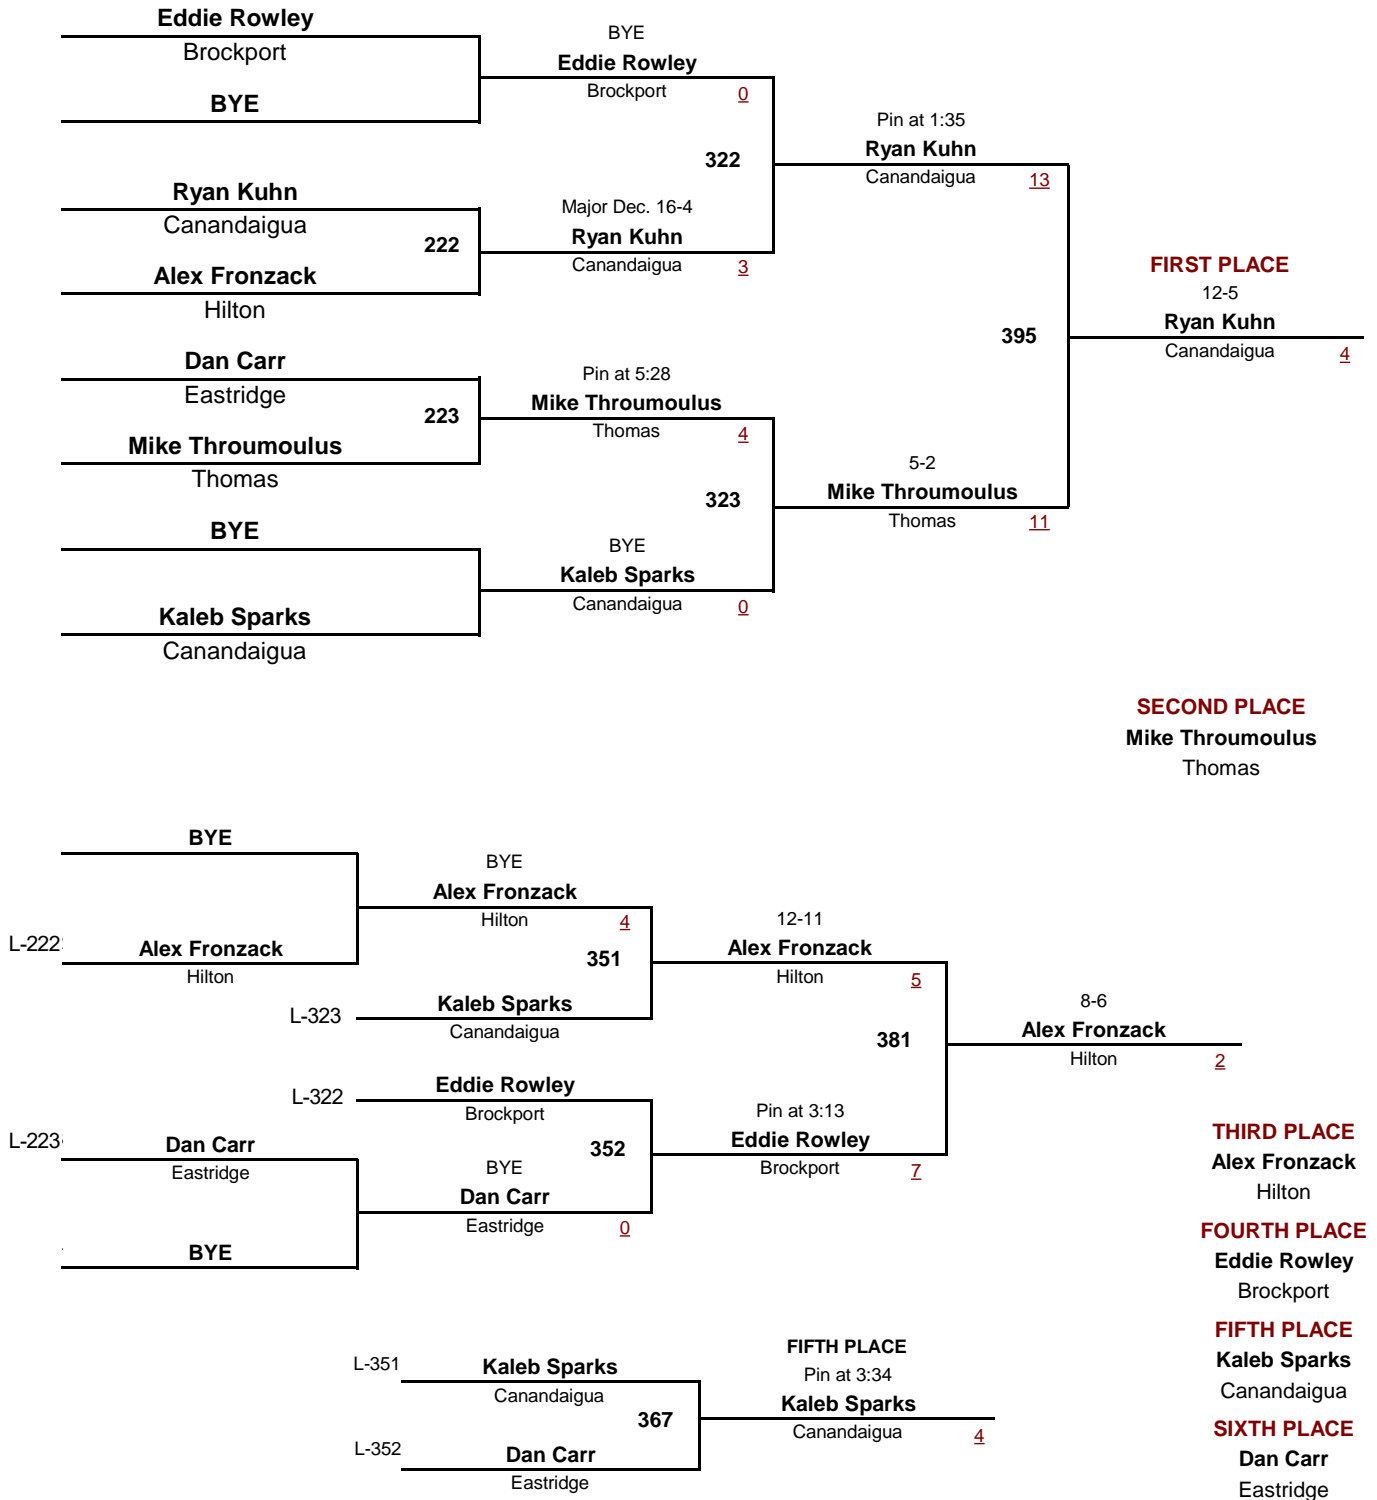 Eddie Rowley
Brockport
BYE
Eddie Rowley
Brockport
0
BYE
322
Pin at 1:35
Ryan Kuhn
Canandaigua
13
Ryan Kuhn
Canandaigua
222
Major Dec. 16-4
Ryan Kuhn
Canandaigua
3
Alex Fronzack
Hilton
FIRST PLACE
12-5
Ryan Kuhn
Canandaigua
4
395
Dan Carr
Eastridge
223
Pin at 5:28
Mike Throumoulus
Thomas
4
Mike Throumoulus
Thomas
323
5-2
Mike Throumoulus
Thomas
11
BYE
BYE
Kaleb Sparks
Canandaigua
0
Kaleb Sparks
Canandaigua
SECOND PLACE
Mike Throumoulus
Thomas
BYE
BYE
Alex Fronzack
Hilton
4
L-222
Alex Fronzack
Hilton
351
12-11
Alex Fronzack
Hilton
5
L-323
Kaleb Sparks
Canandaigua
381
8-6
Alex Fronzack
Hilton
2
L-322
Eddie Rowley
Brockport
L-223
Dan Carr
Eastridge
352
Pin at 3:13
Eddie Rowley
Brockport
7
BYE
Dan Carr
Eastridge
0
BYE
THIRD PLACE
Alex Fronzack
Hilton
FOURTH PLACE
Eddie Rowley
Brockport
FIFTH PLACE
Kaleb Sparks
Canandaigua
SIXTH PLACE
Dan Carr
Eastridge
L-351
Kaleb Sparks
Canandaigua
367
FIFTH PLACE
Pin at 3:34
Kaleb Sparks
Canandaigua
4
L-352
Dan Carr
Eastridge